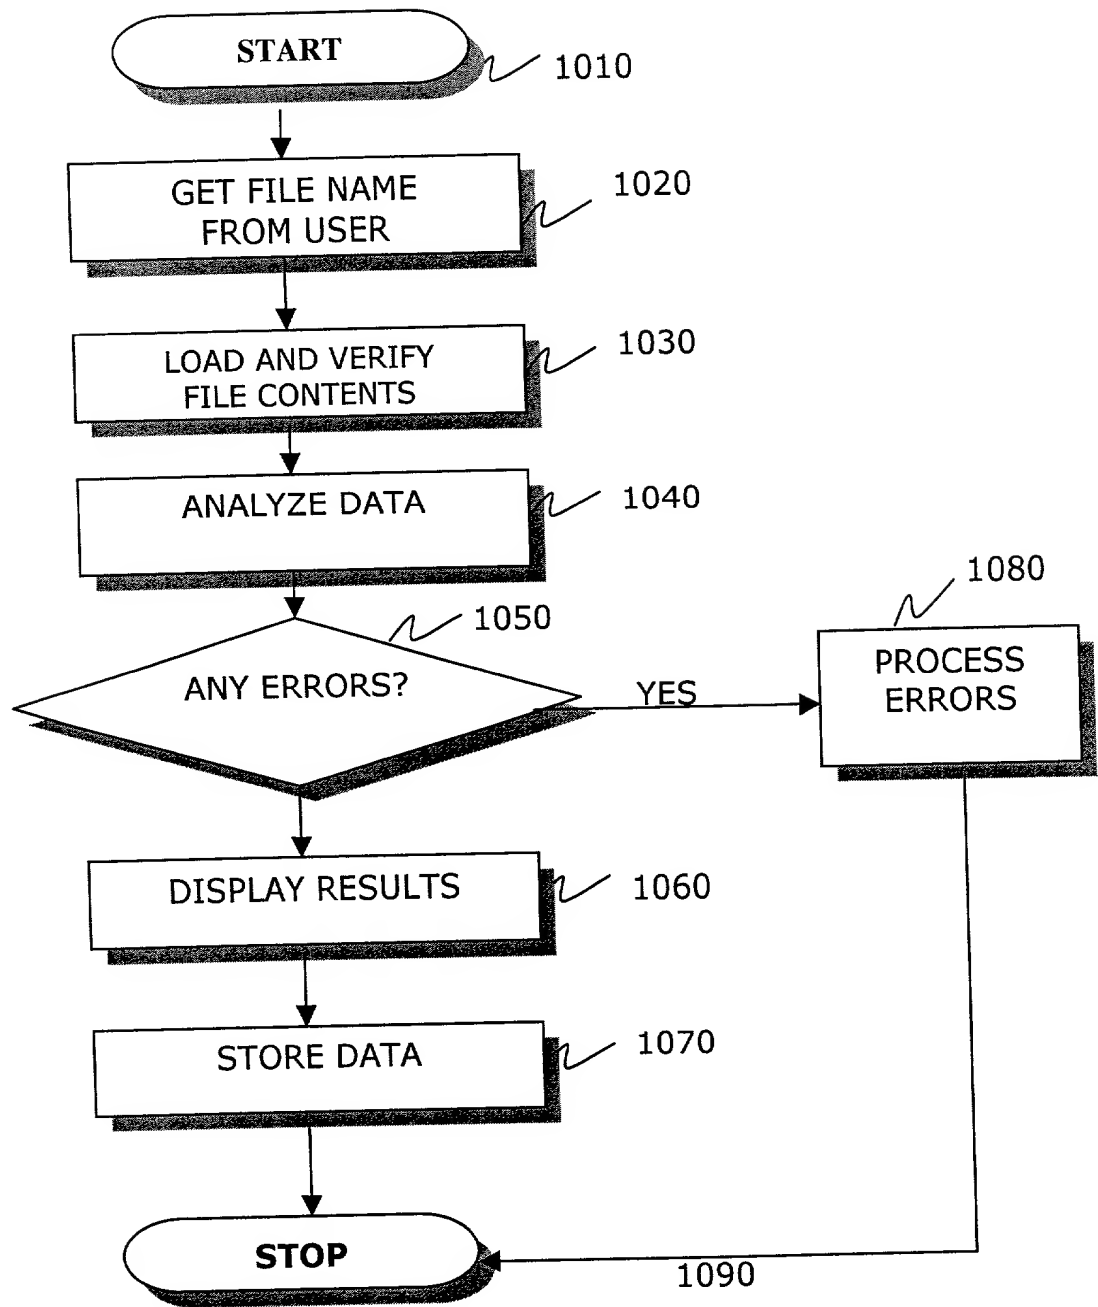 START
1010
GET FILE NAME
FROM USER
1020
LOAD AND VERIFY
FILE CONTENTS
1030
ANALYZE DATA
1040
1050
ANY ERRORS?
YES
1080
PROCESS
ERRORS
DISPLAY RESULTS
1060
STORE DATA
1070
STOP
1090